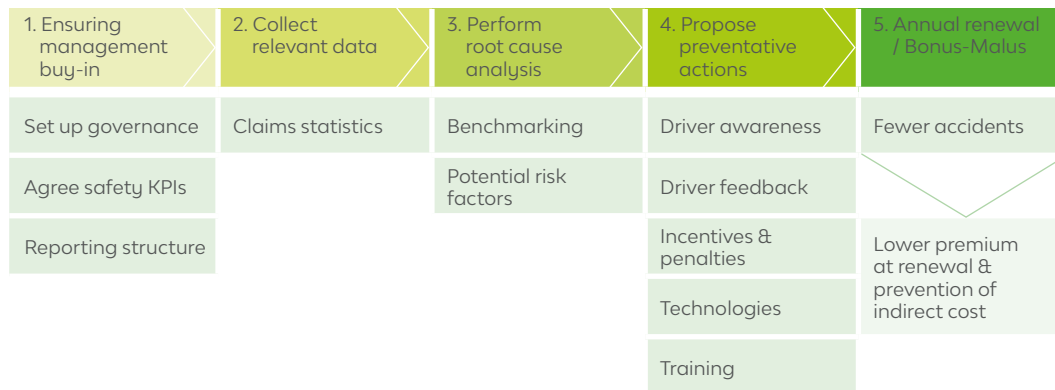 1. Ensuring
management
buy-in
2. Collect
relevant data
3. Perform
root cause
analysis
4. Propose
preventative
actions
5. Annual renewal
/ Bonus-Malus
Set up governance
Agree safety KPIs
Reporting structure
Claims statistics
Benchmarking
Potential risk
factors
Driver awareness
Driver feedback
Incentives &
penalties
Technologies
Training
Fewer accidents
Lower premium
at renewal &
prevention of
indirect cost